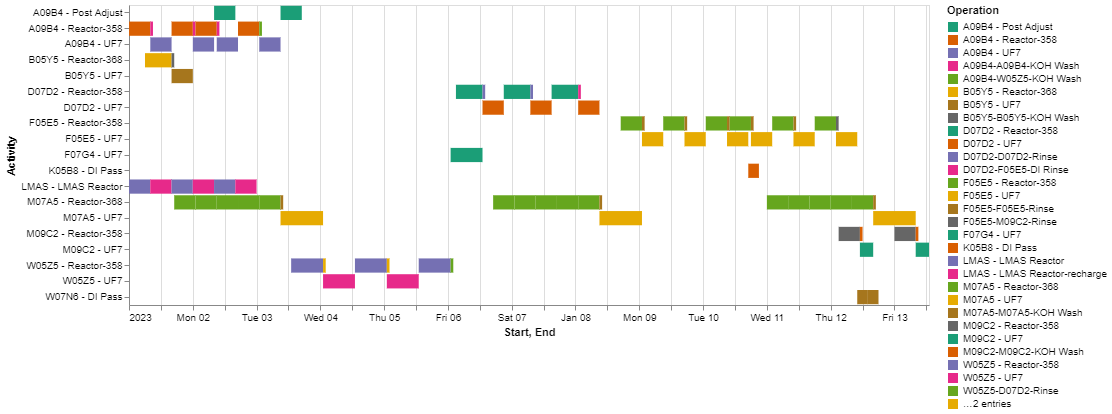 Activity
A09B4 - Post Adjust
A09B4 - Reactor-358
A09B4 - UF7
B05Y5 - Reactor-368
B05Y5 - UF7
D07D2 - Reactor-358
D07D2 - UF7
F05E5 - Reactor-358
F05E5 - UF7
F07G4 - UF7
K05B8 - DI Pass
LMAS - LMAS Reactor
M07A5 - Reactor-368
M07A5 - UF7
M09C2 - Reactor-358
M09C2 - UF7
W05Z5 - Reactor-358
W05Z5 - UF7
W07N6 - DI Pass
2023 Mon 02 Tue 03 Wed 04 Thu 05 Fri 06 Sat 07 Jan 08 Mon 09 Tue 10 Wed 11 Thu 12 Fri 13
Start, End
Operation
A09B4 - Post Adjust
A09B4 - Reactor-358
A09B4 - UF7
A09B4-A09B4-KOH Wash
A09B4-W05Z5-KOH Wash
B05Y5 - Reactor-368
B05Y5 - UF7
B05Y5-B05Y5-KOH Wash
D07D2 - Reactor-358
D07D2 - UF7
D07D2-D07D2-Rinse
D07D2-F05E5-DI Rinse
F05E5 - Reactor-358
F05E5 - UF7
F05E5-F05E5-Rinse
F05E5-M09C2-Rinse
F07G4 - UF7
K05B8 - DI Pass
LMAS - LMAS Reactor
LMAS - LMAS Reactor-recharge
M07A5 - Reactor-368
M07A5 - UF7
M07A5-M07A5-KOH Wash
M09C2 - Reactor-358
M09C2 - UF7
M09C2-M09C2-KOH Wash
W05Z5 - Reactor-358
W05Z5 - UF7
W05Z5-D07D2-Rinse
…2 entries